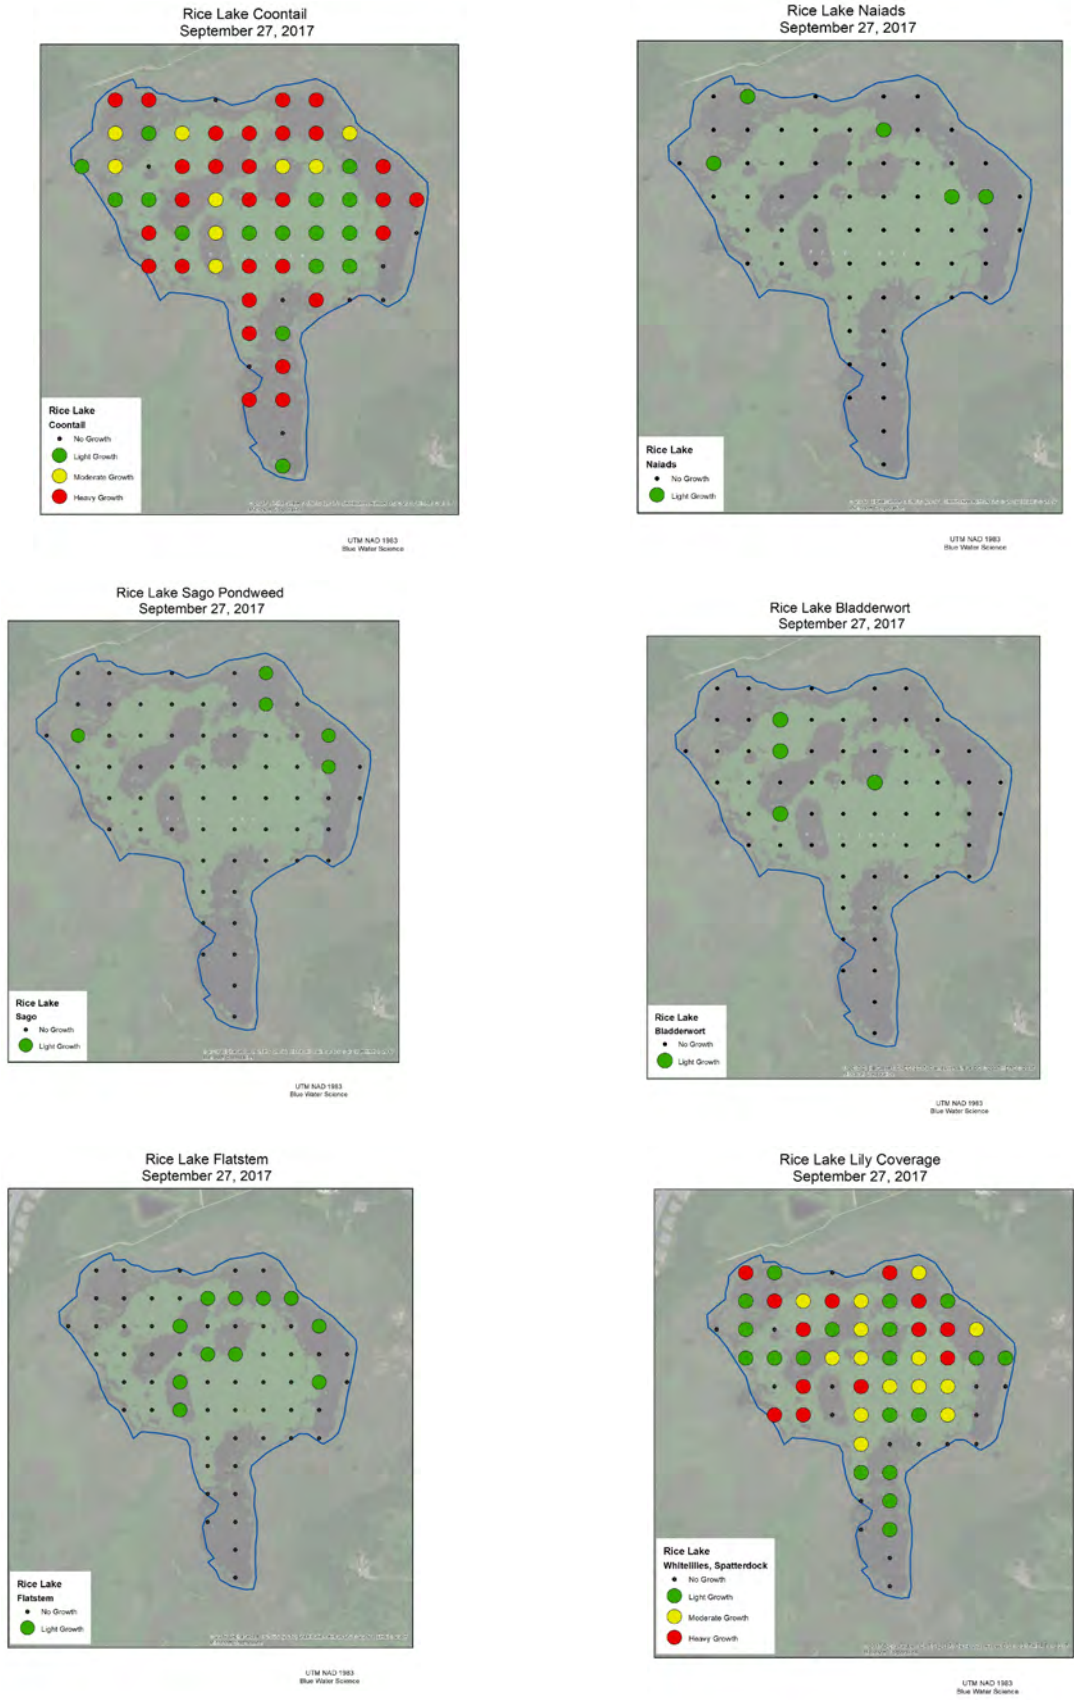 Rice Lake Coontail
September 27, 2017
Rice Lake
Coontail
No Growth
Light Growth
Moderate Growth
Heavy Growth
UTM NAD 1983
Blue Water Science
Rice Lake Naiads
September 27, 2017
Rice Lake
Naiads
No Growth
Light Growth
UTM NAD 1983
Blue Water Science
Rice Lake Sago Pondweed
September 27, 2017
Rice Lake
Sago
No Growth
Light Growth
UTM NAD 1983
Blue Water Science
Rice Lake Bladderwort
September 27, 2017
Rice Lake
Bladderwort
No Growth
Light Growth
UTM NAD 1983
Blue Water Science
Rice Lake Flatstem
September 27, 2017
Rice Lake
Flatstem
No Growth
Light Growth
UTM NAD 1983
Blue Water Science
Rice Lake Lily Coverage
September 27, 2017
Rice Lake
Whitelilies, Spatterdock
No Growth
Light Growth
Moderate Growth
Heavy Growth
UTM NAD 1983
Blue Water Science